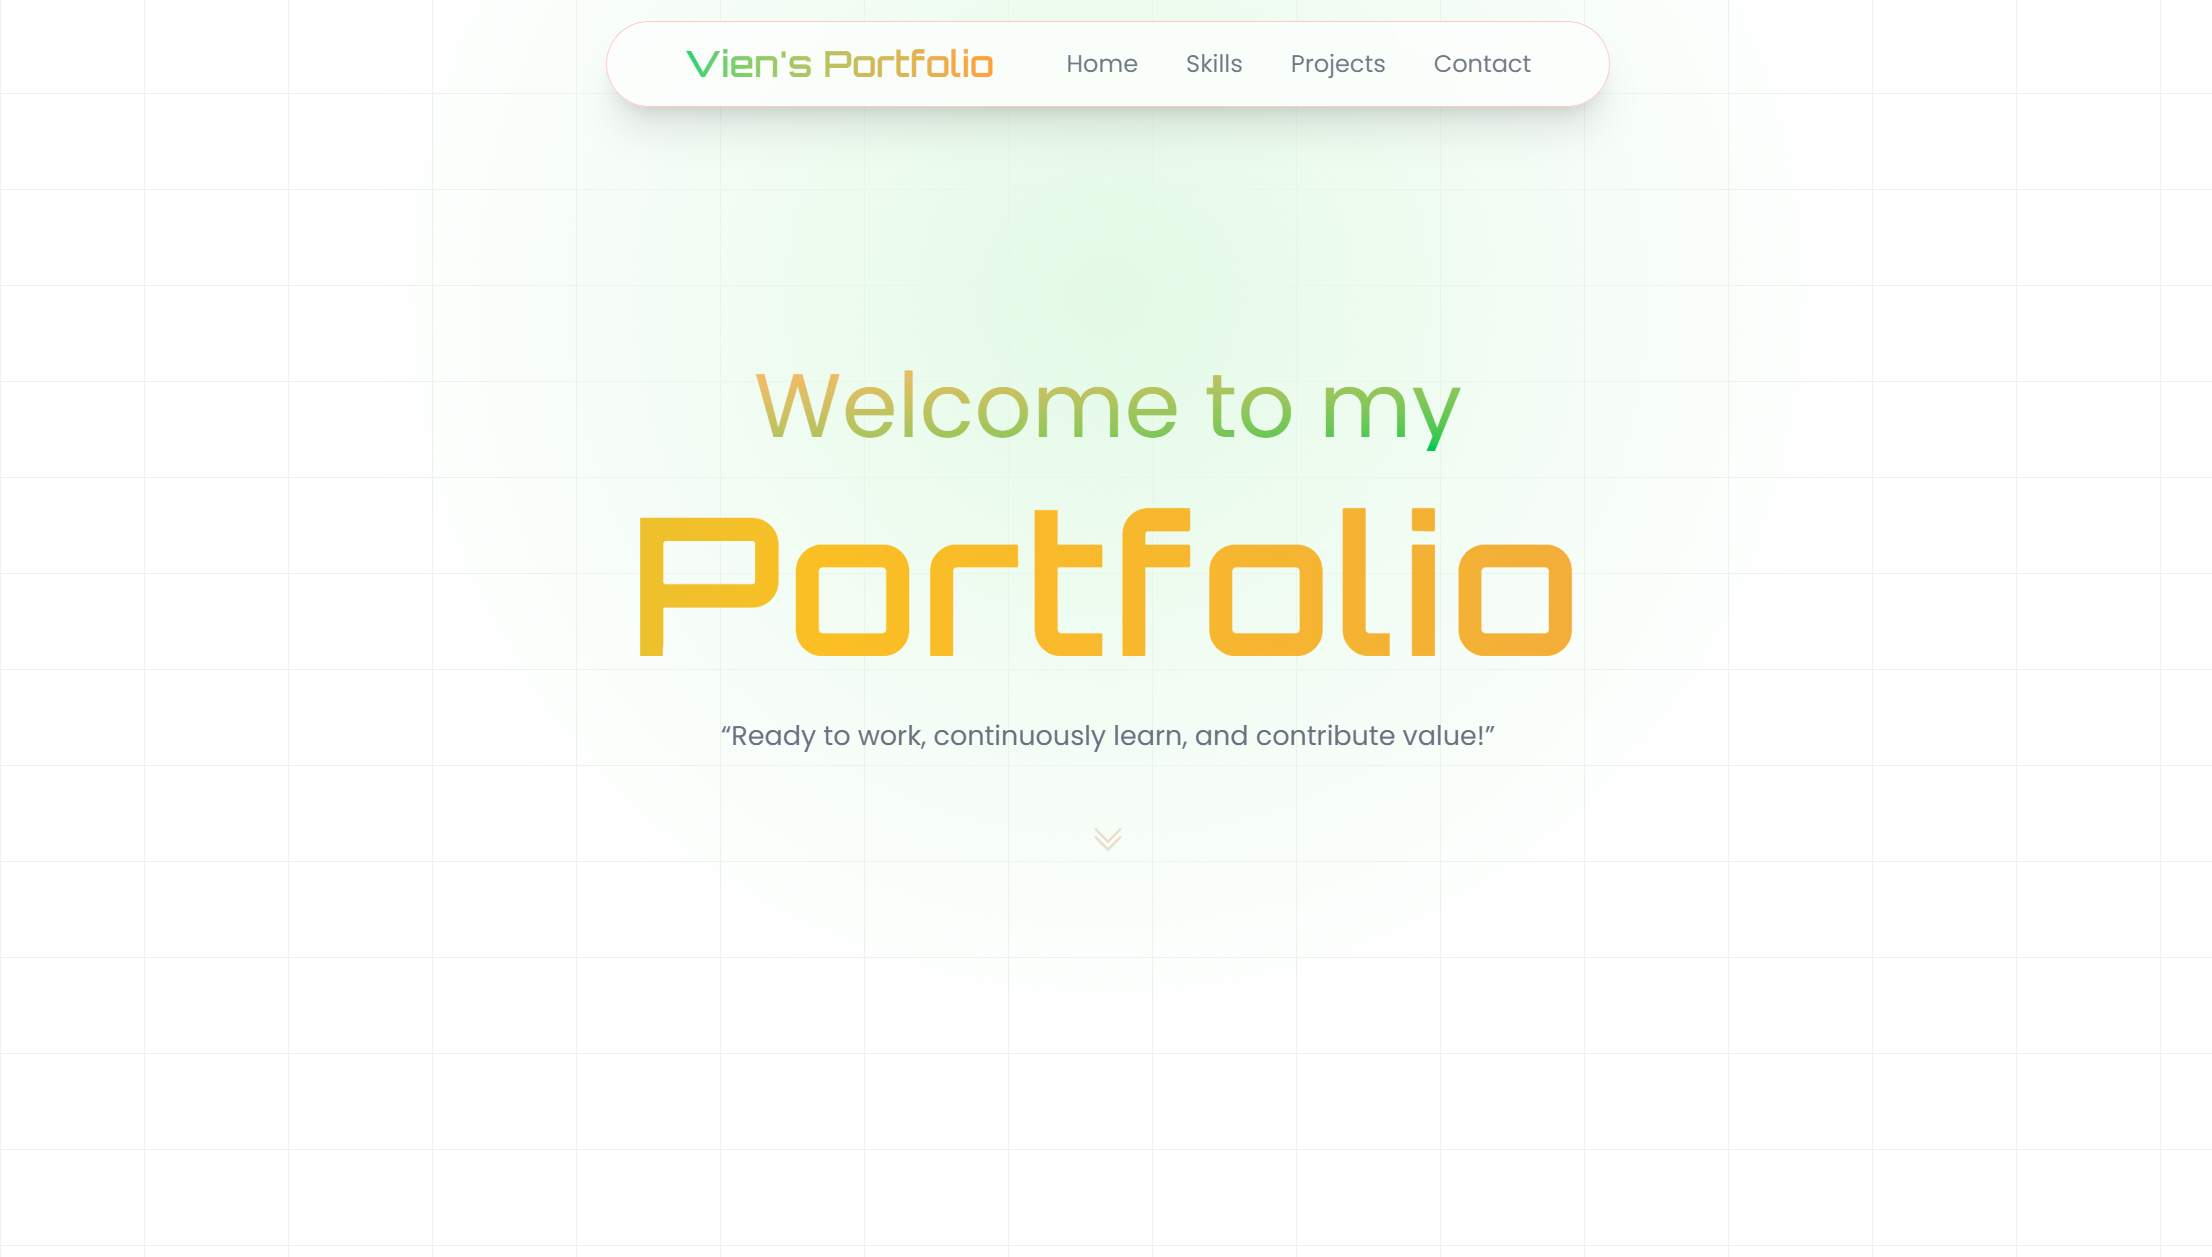 Vien's Portfolio Home Skills Projects Contact
Welcome to my
Portfolio
“Ready to work, continuously learn, and contribute value!”